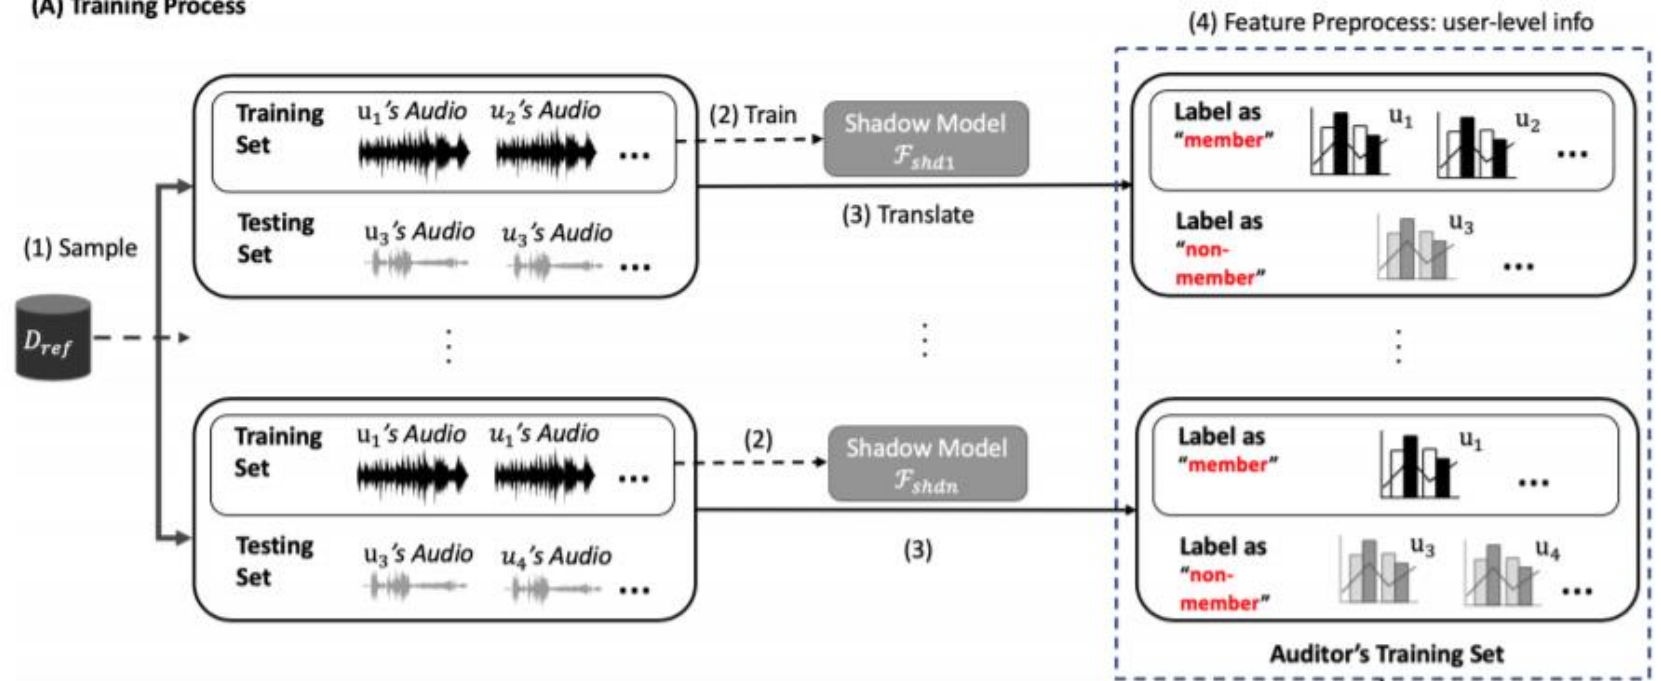 (A) Training Process
(4) Feature Preprocess: user-level info
Training Set
u₁'s Audio u₂'s Audio
...
(2) Train
Shadow Model
𝓕shd1
Label as
"member"
u₁
u₂
...
(3) Translate
Testing
Set
u₃'s Audio u₃'s Audio
...
Label as
"non-
member"
u₃
...
(1) Sample
Dref
Training
Set
u₁'s Audio u₁'s Audio
...
(2)
Shadow Model
𝓕shdn
Label as
"member"
u₁
...
(3)
Testing
Set
u₃'s Audio u₄'s Audio
...
Label as
"non-
member"
u₃
u₄
...
Auditor's Training Set